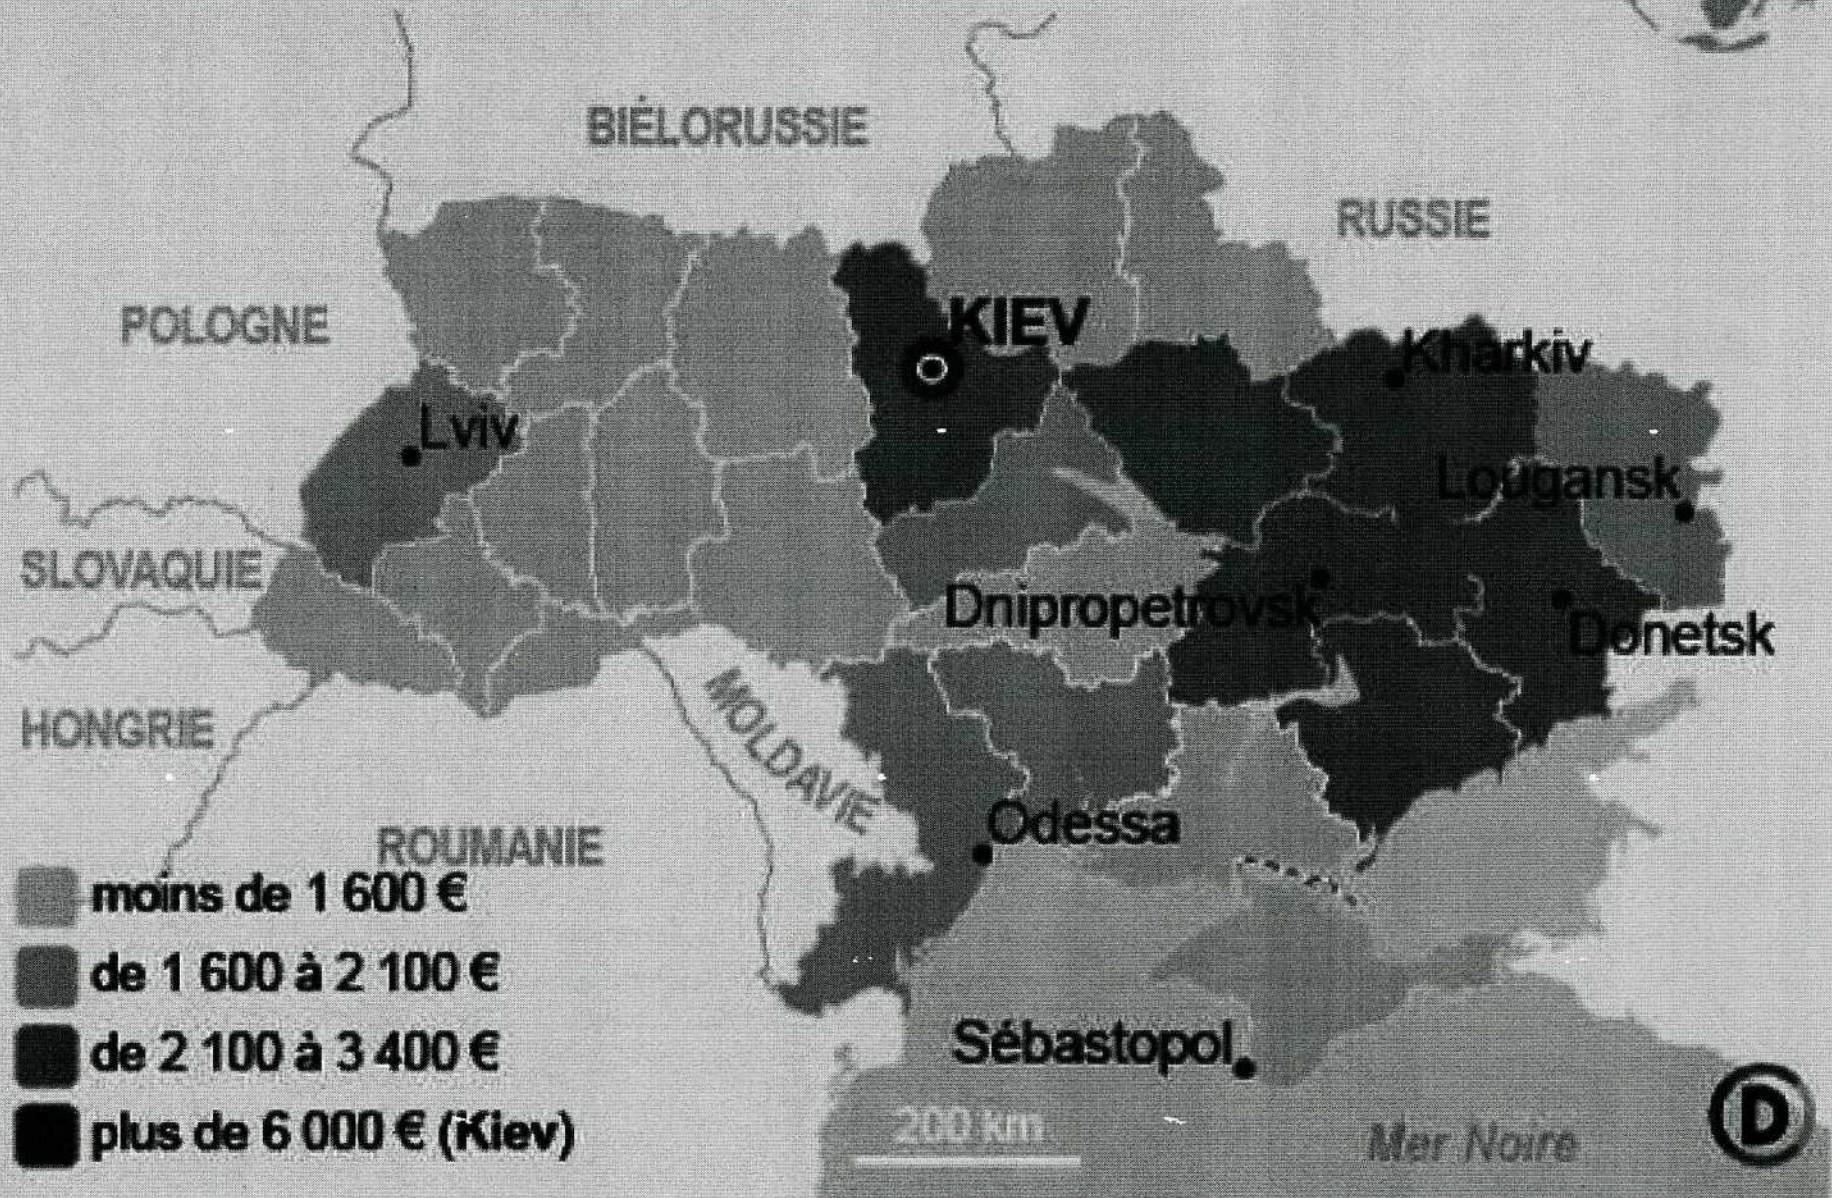 BIÉLORUSSIE
RUSSIE
POLOGNE
KIEV
Kharkiv
Lviv
Lougansk
SLOVAQUIE
Dnipropetrovsk
Donetsk
HONGRIE
MOLDAVIE
Odessa
ROUMANIE
moins de 1 600 €
de 1 600 à 2 100 €
de 2 100 à 3 400 €
plus de 6 000 € (Kiev)
Sébastopol
200 km
Mer Noire
D